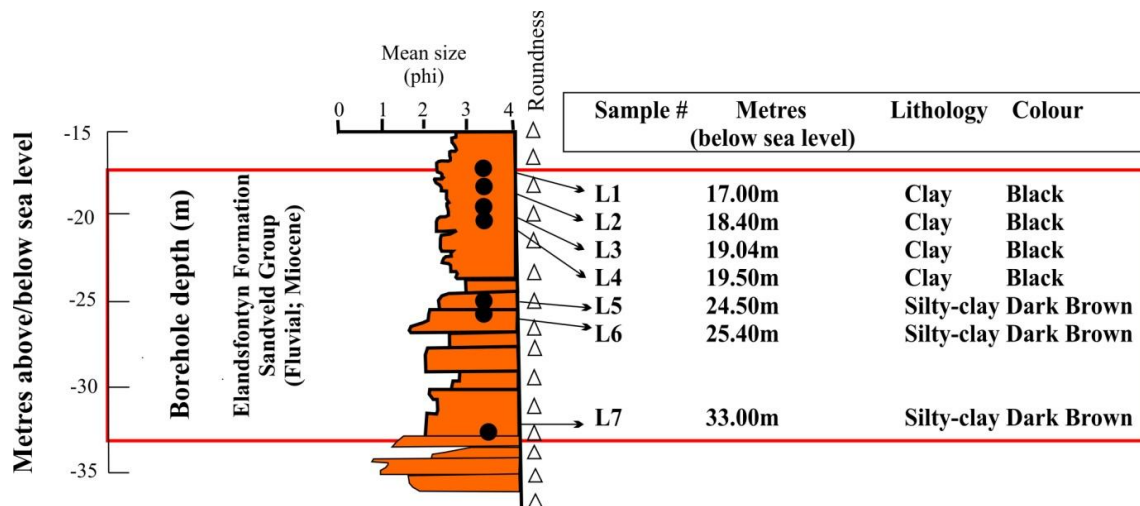 Mean size
(phi)
0 1 2 3 4
Roundness
Sample # Metres Lithology Colour
(below sea level)
Metres above/below sea level
-15
-20
-25
-30
-35
Borehole depth (m)
Elandsfontyn Formation
Sandveld Group
(Fluvial; Miocene)
L1 17.00m Clay Black
L2 18.40m Clay Black
L3 19.04m Clay Black
L4 19.50m Clay Black
L5 24.50m Silty-clay Dark Brown
L6 25.40m Silty-clay Dark Brown
L7 33.00m Silty-clay Dark Brown